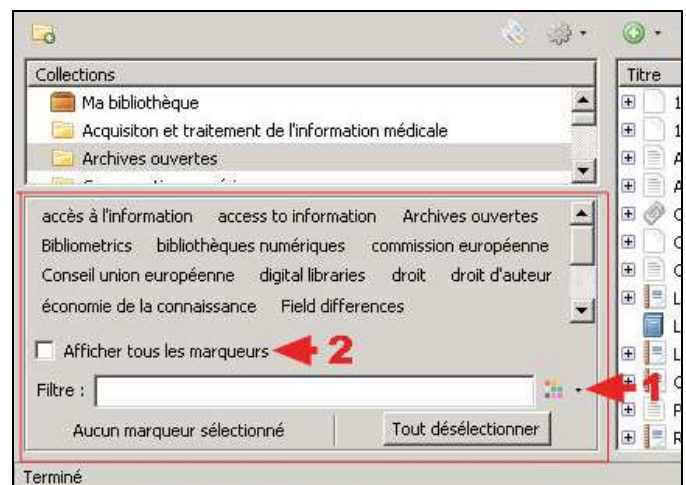 Collections
Ma bibliothèque
Acquisiton et traitement de l'information médicale
Archives ouvertes
accès à l'information access to information Archives ouvertes
Bibliometrics bibliothèques numériques commission européenne
Conseil union européenne digital libraries droit droit d'auteur
économie de la connaissance Field differences
Afficher tous les marqueurs 2
Filtre : 1
Aucun marqueur sélectionné Tout désélectionner
Terminé
Titre
1
1
A
A
C
C
C
L
L
L
C
P
R